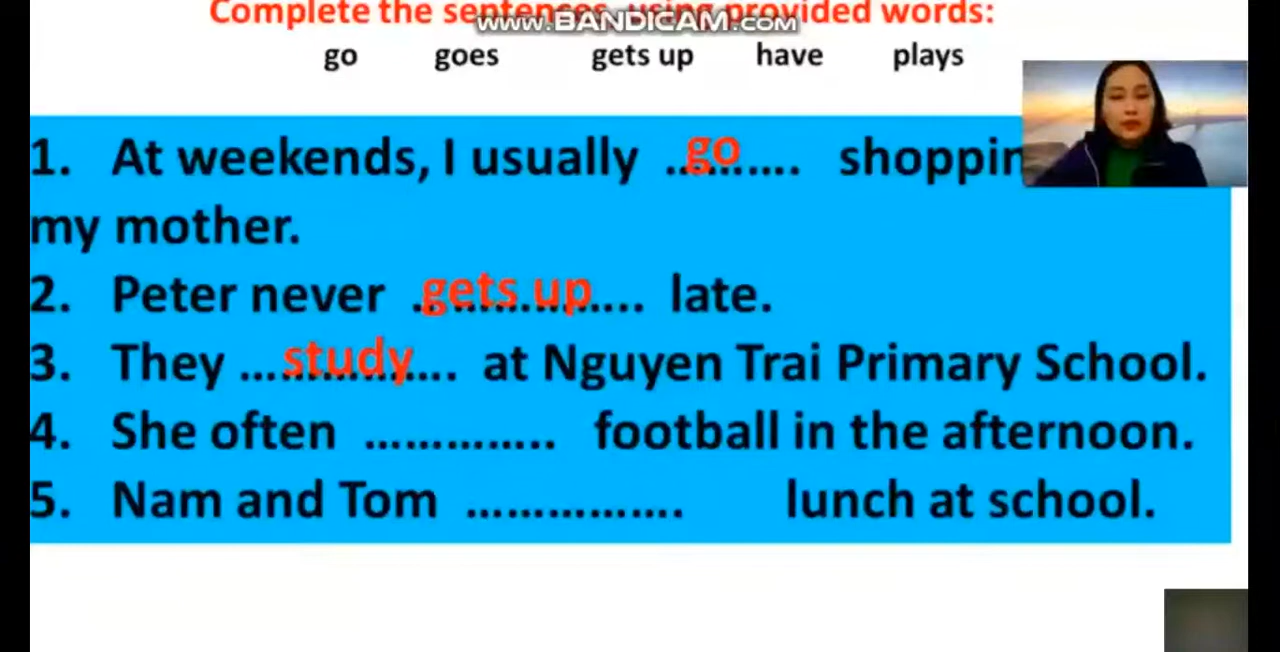 Complete the sentences, using provided words:
www.BANDICAM.com
go goes gets up have plays
1. At weekends, I usually ..go.... shoppin
my mother.
2. Peter never .gets up.... late.
3. They ...study.... at Nguyen Trai Primary School.
4. She often .............. football in the afternoon.
5. Nam and Tom ................ lunch at school.